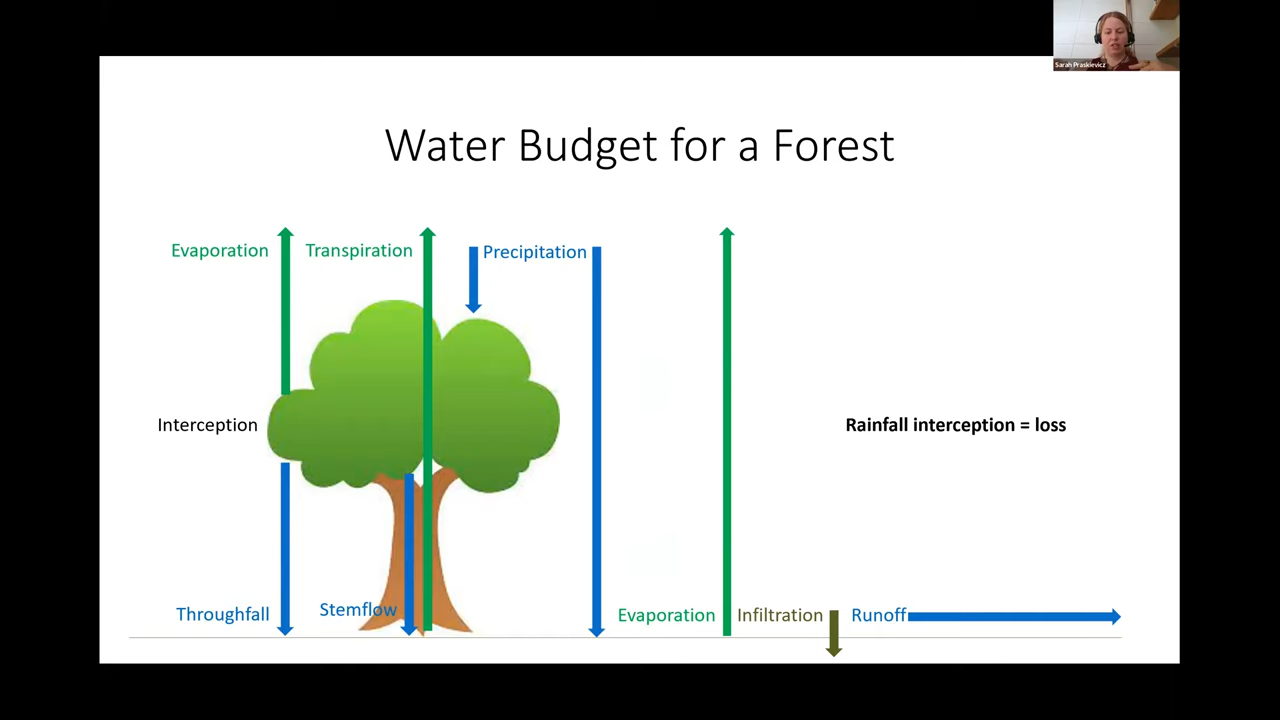 Sarah Praskievicz
Water Budget for a Forest
Evaporation
Transpiration
Precipitation
Interception
Rainfall interception = loss
Throughfall
Stemflow
Evaporation
Infiltration
Runoff